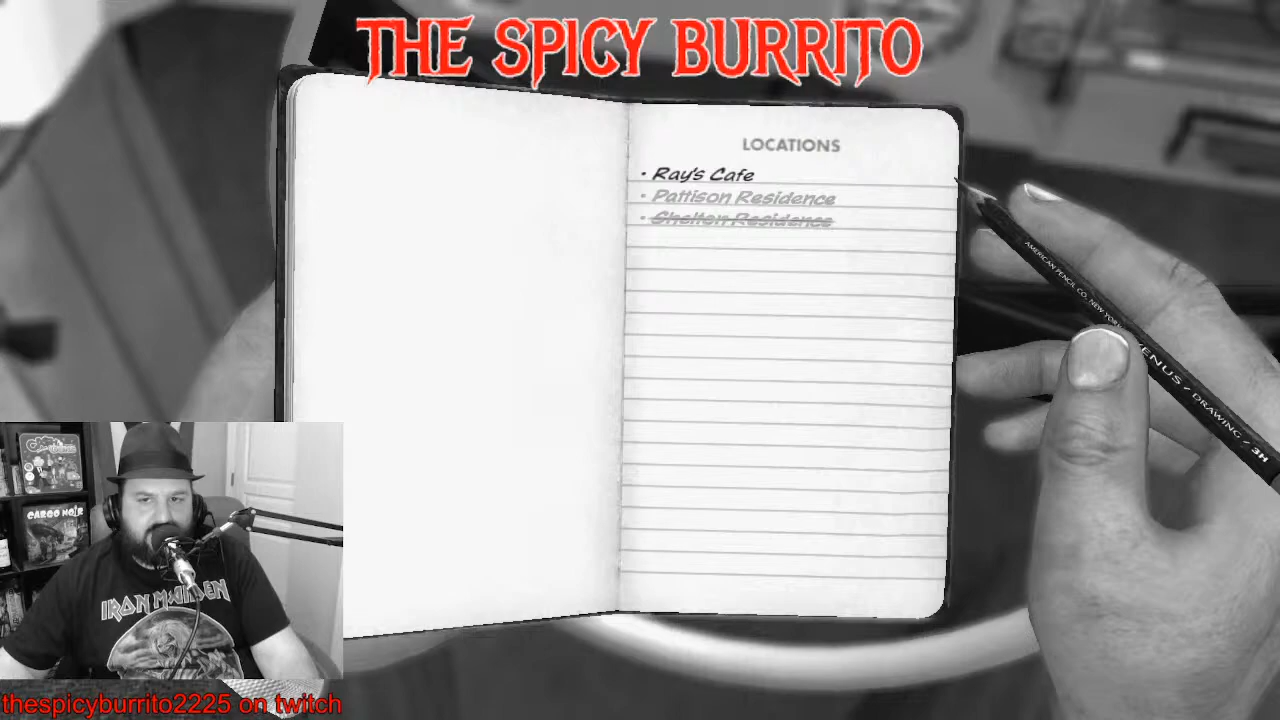 THE SPICY BURRITO
LOCATIONS
· Ray's Cafe
· Pattison Residence
· Shelton Residence
AMERICAN PENCIL CO. NEW YORK
VENUS / DRAWING / 3H
CARGO NOIR
IRON MAIDEN
thespicyburrito2225 on twitch